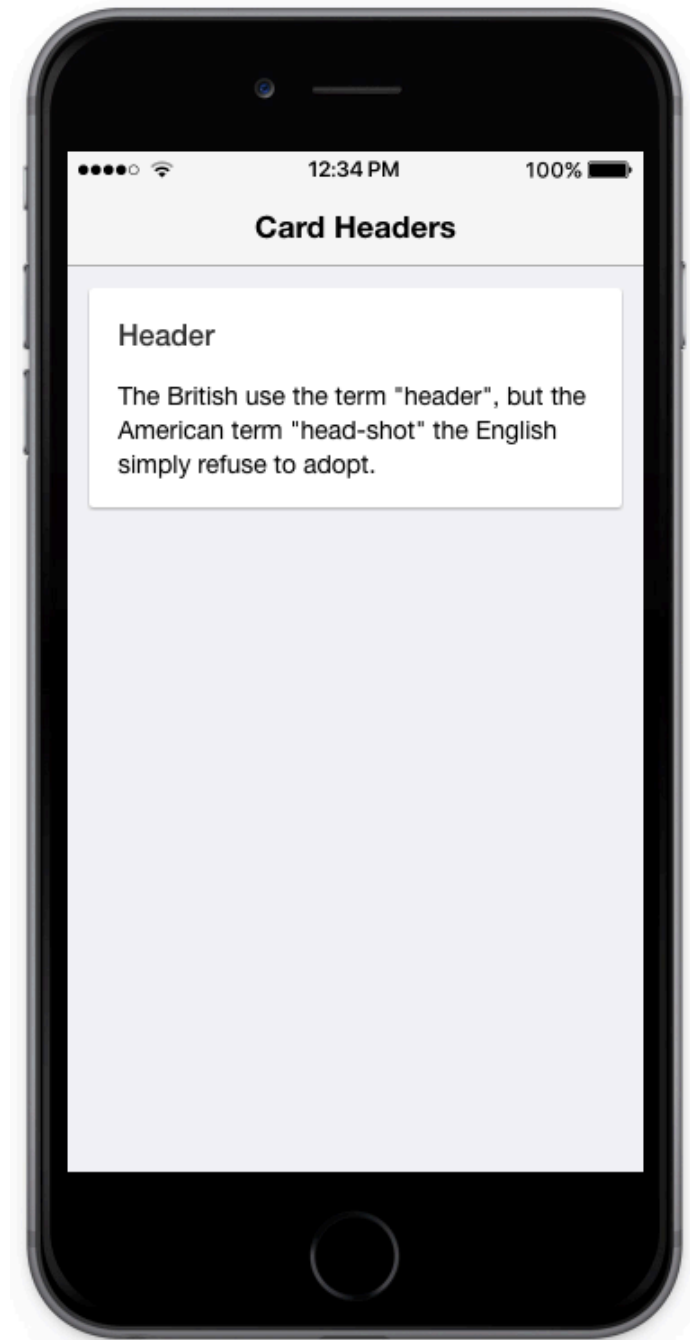 12:34 PM 100%
Card Headers
Header
The British use the term "header", but the
American term "head-shot" the English
simply refuse to adopt.